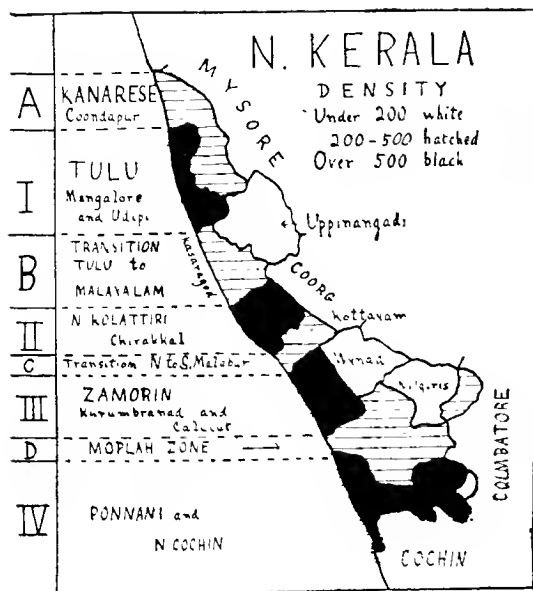 N. KERALA
DENSITY
Under 200 white
200-500 hatched
Over 500 black
MYSORE
A
KANARESE
Coondapur
I
TULU
Mangalore
and Udipi
Uppinangadi
B
TRANSITION
TULU to
MALAYALAM
Kasaragod
COORG
II
N KOLATTIRI
Chirakkal
Kottayam
C
Transition N to S. Malabar
Wynad
Nilgiris
III
ZAMORIN
Kurumbranad and
Calicut
COIMBATORE
D
MOPLAH ZONE
IV
PONNANI and
N COCHIN
COCHIN